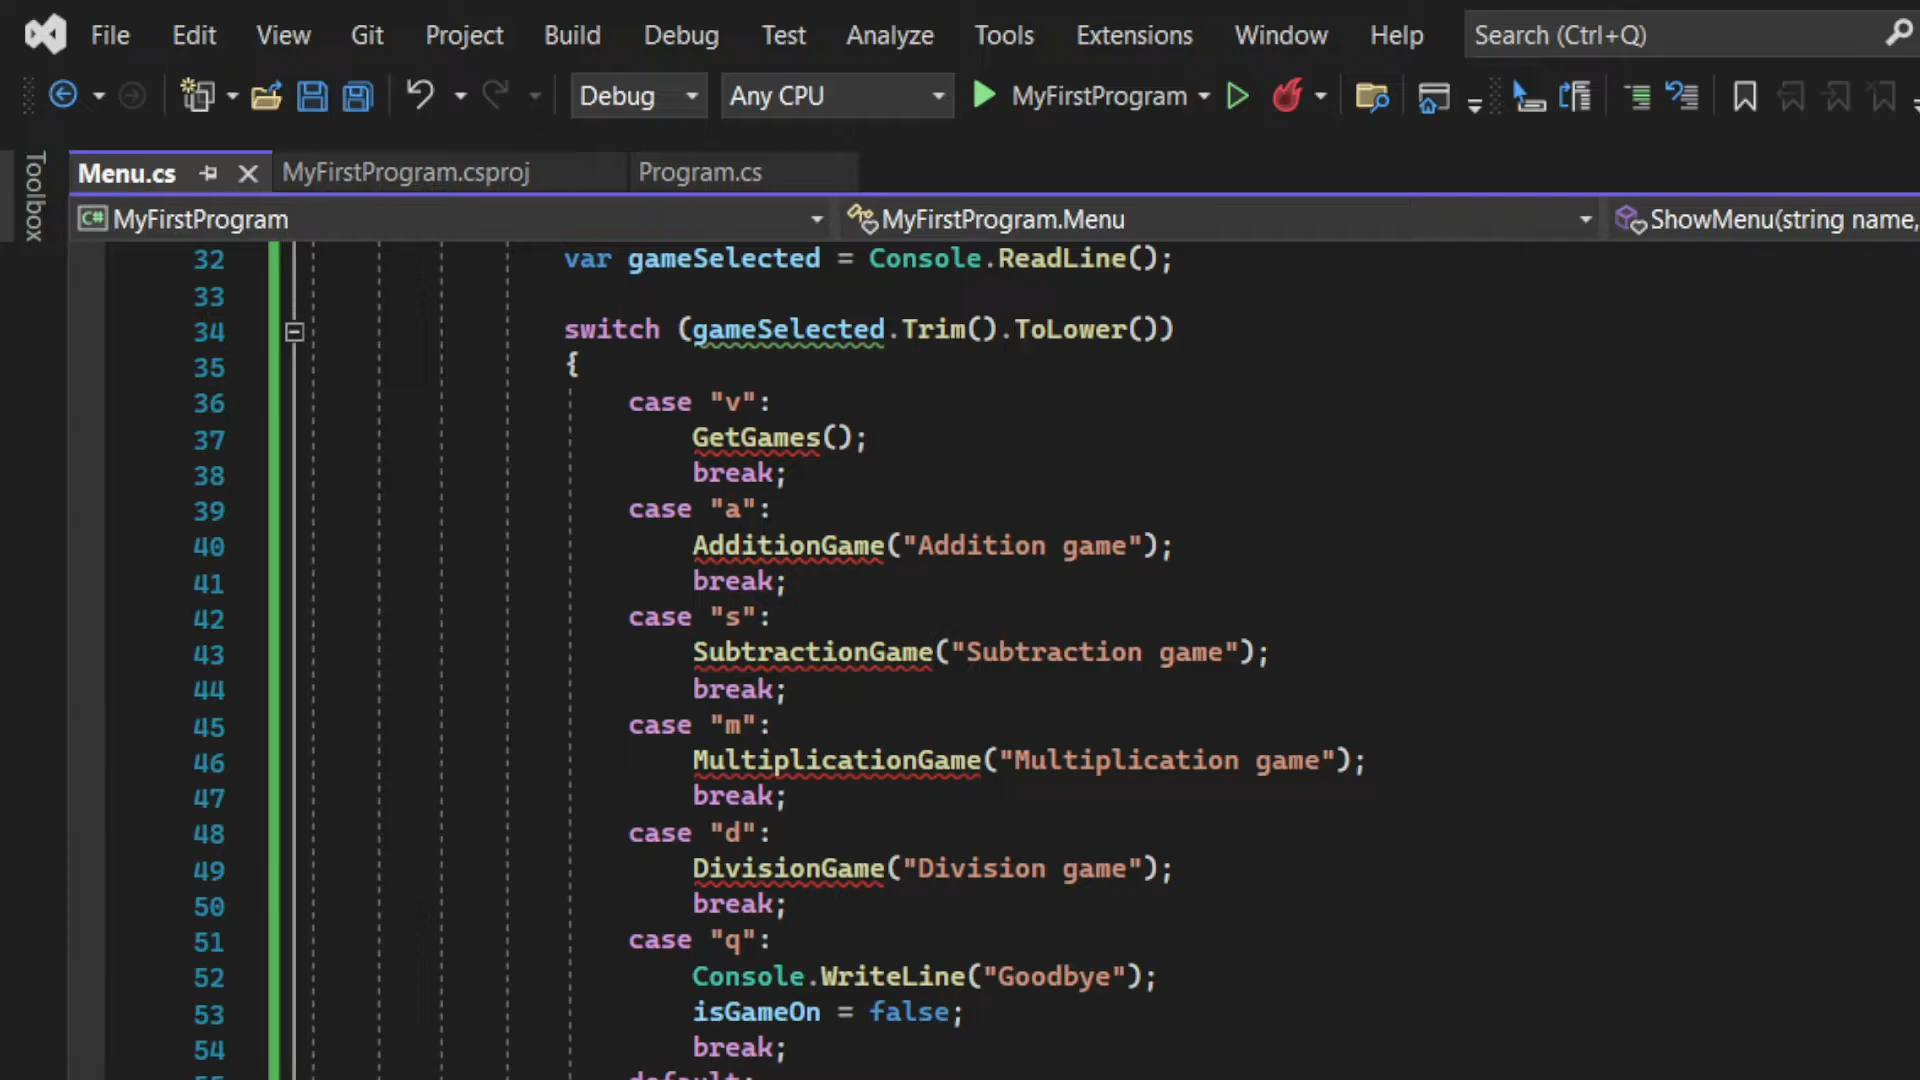 File Edit View Git Project Build Debug Test Analyze Tools Extensions Window Help Search (Ctrl+Q)
Debug Any CPU MyFirstProgram
Toolbox
Menu.cs MyFirstProgram.csproj Program.cs
C# MyFirstProgram MyFirstProgram.Menu ShowMenu(string name,
32 var gameSelected = Console.ReadLine();
33
34 switch (gameSelected.Trim().ToLower())
35 {
36 case "v":
37 GetGames();
38 break;
39 case "a":
40 AdditionGame("Addition game");
41 break;
42 case "s":
43 SubtractionGame("Subtraction game");
44 break;
45 case "m":
46 MultiplicationGame("Multiplication game");
47 break;
48 case "d":
49 DivisionGame("Division game");
50 break;
51 case "q":
52 Console.WriteLine("Goodbye");
53 isGameOn = false;
54 break;
default: